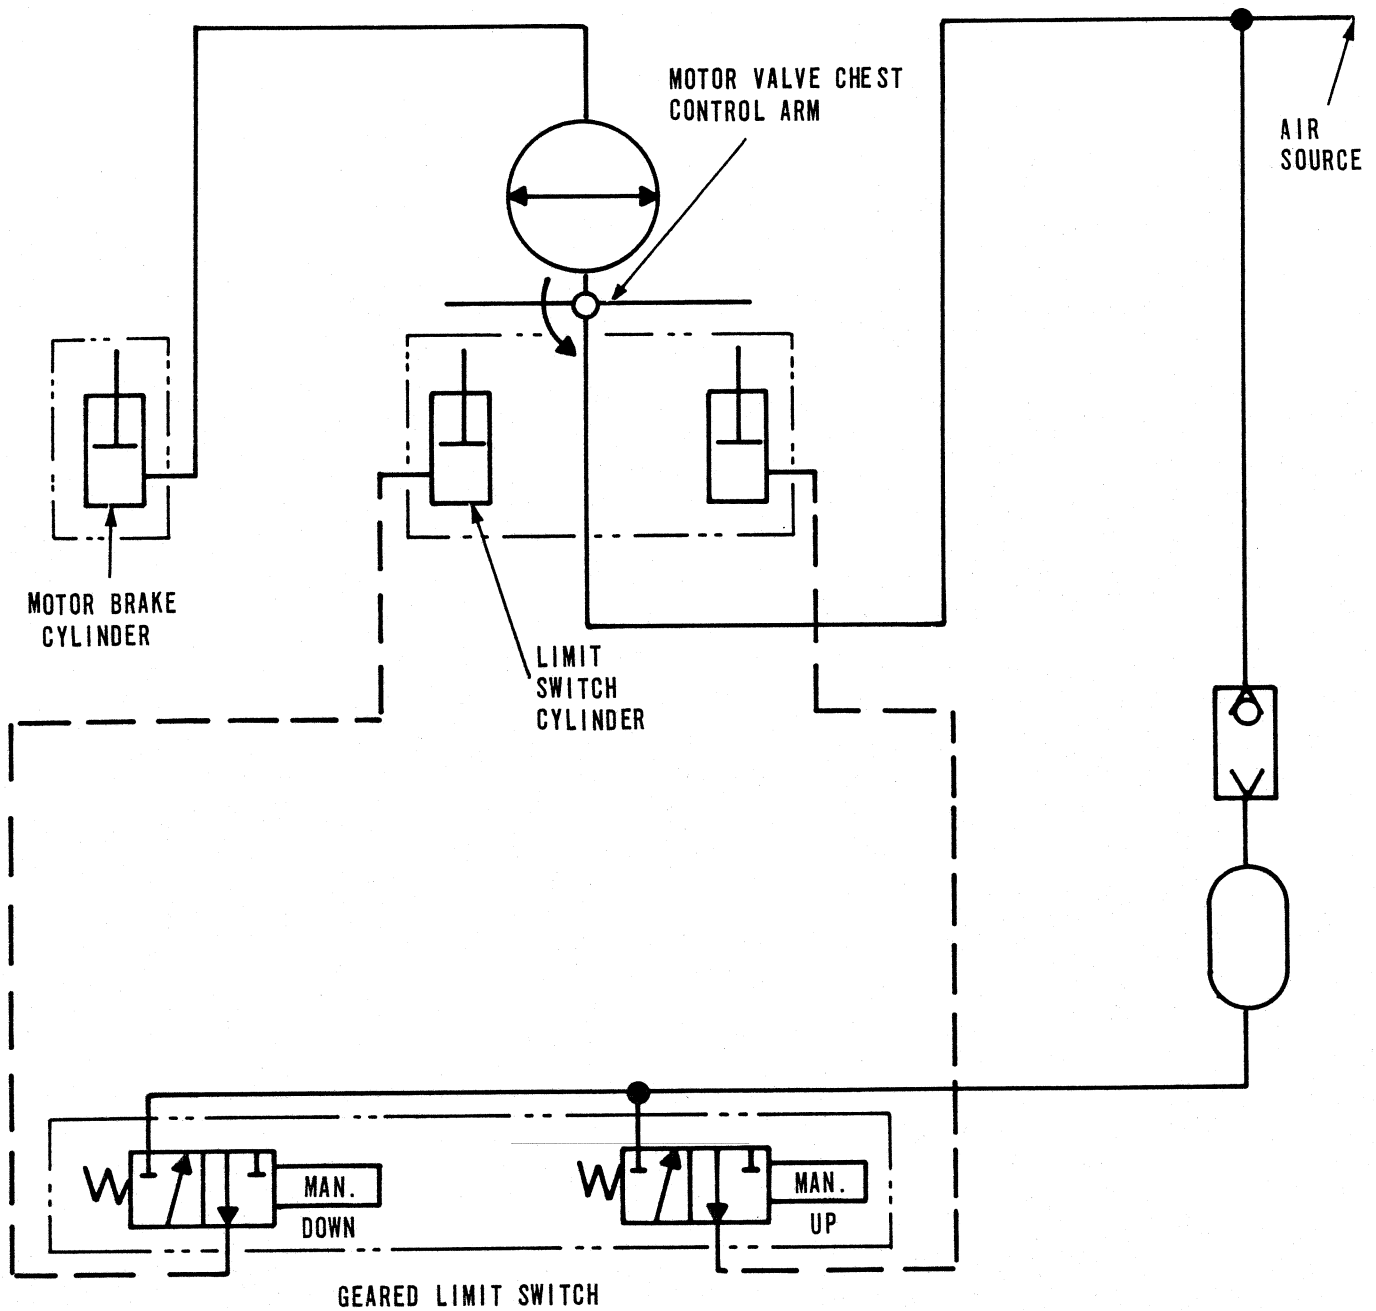 MOTOR VALVE CHEST
CONTROL ARM
AIR
SOURCE
MOTOR BRAKE
CYLINDER
LIMIT
SWITCH
CYLINDER
MAN.
DOWN
MAN.
UP
GEARED LIMIT SWITCH